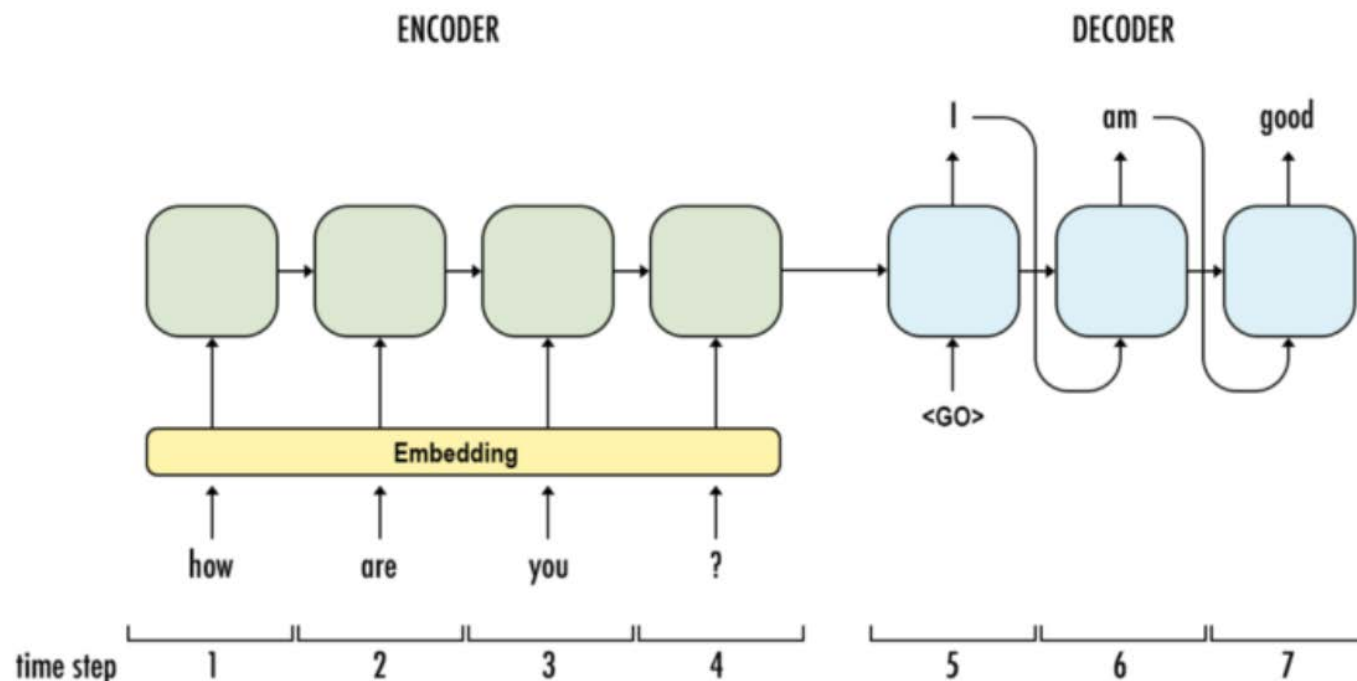 ENCODER DECODER
I am good
<GO>
Embedding
how are you ?
time step 1 2 3 4 5 6 7